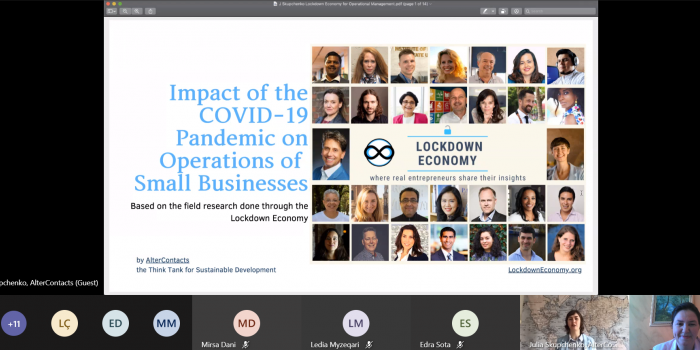 J Skupchenko Lockdown Economy for Operational Management.pdf (page 1 of 14)
Impact of the
COVID-19
Pandemic on
Operations of
Small Businesses
Based on the field research done through the
Lockdown Economy
LOCKDOWN
ECONOMY
where real entrepreneurs share their insights
by AlterContacts
the Think Tank for Sustainable Development
LockdownEconomy.org
pchenko, AlterContacts (Guest)
+11
LÇ
ED
MM
MD
LM
ES
Mirsa Dani
Ledia Myzeqari
Edra Sota
Julia Skupchenko, AlterCo